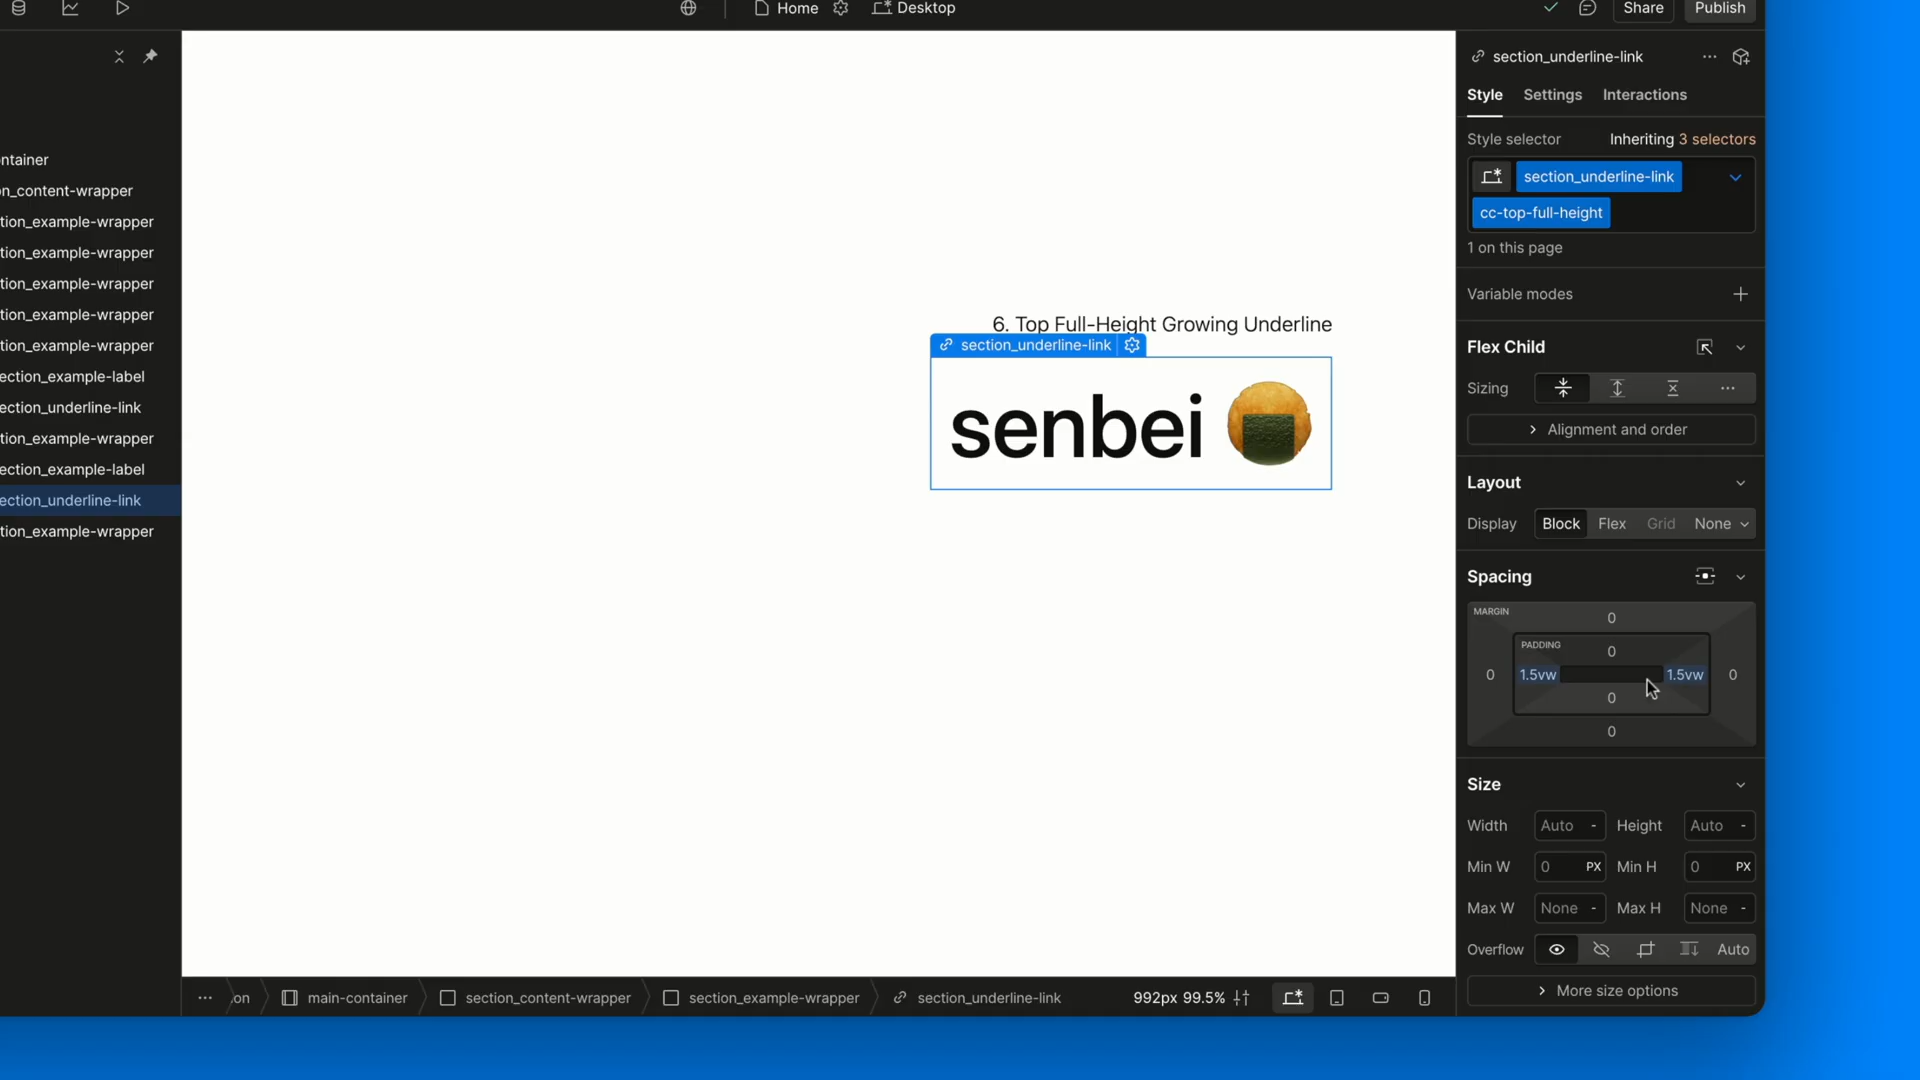 Home
Desktop
Share
Publish
ntainer
n_content-wrapper
tion_example-wrapper
tion_example-wrapper
tion_example-wrapper
tion_example-wrapper
tion_example-wrapper
ection_example-label
ection_underline-link
tion_example-wrapper
ection_example-label
ection_underline-link
tion_example-wrapper
6. Top Full-Height Growing Underline
section_underline-link
senbei
section_underline-link
Style Settings Interactions
Style selector Inheriting 3 selectors
section_underline-link
cc-top-full-height
1 on this page
Variable modes
Flex Child
Sizing
Alignment and order
Layout
Display Block Flex Grid None
Spacing
MARGIN
0
PADDING
0
0 1.5vw 1.5vw 0
0
0
Size
Width Auto - Height Auto -
Min W 0 PX Min H 0 PX
Max W None - Max H None -
Overflow Auto
More size options
... on main-container section_content-wrapper section_example-wrapper section_underline-link 992px 99.5%